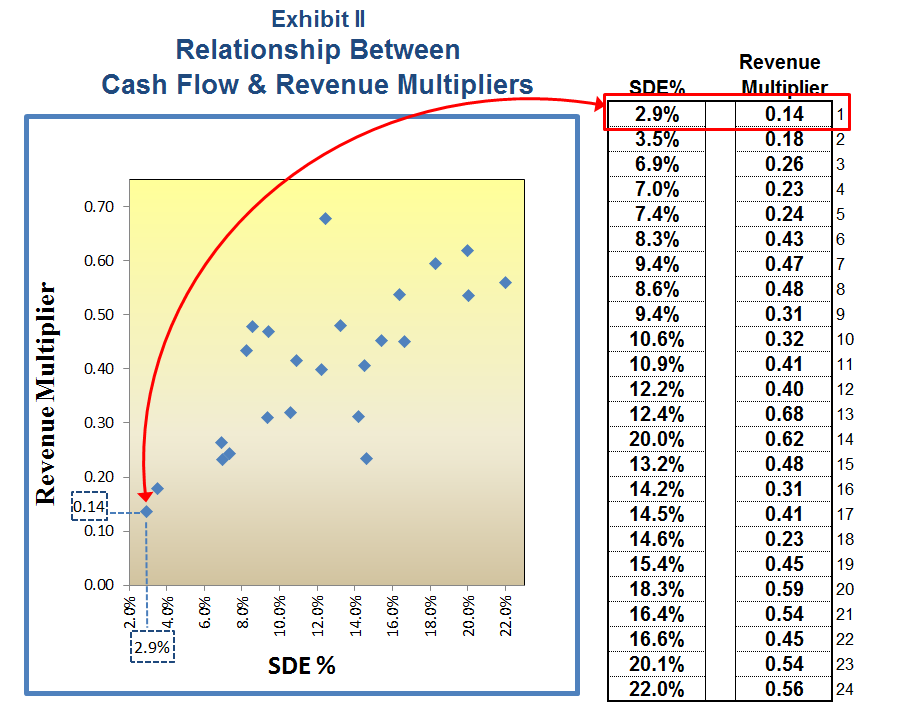 Exhibit II
Relationship Between
Cash Flow & Revenue Multipliers
Revenue Multiplier
0.70
0.60
0.50
0.40
0.30
0.20
0.14
0.10
0.00
2.0% 4.0% 6.0% 8.0% 10.0% 12.0% 14.0% 16.0% 18.0% 20.0% 22.0%
2.9%
SDE %
Revenue
SDE% Multiplier
2.9% 0.14 1
3.5% 0.18 2
6.9% 0.26 3
7.0% 0.23 4
7.4% 0.24 5
8.3% 0.43 6
9.4% 0.47 7
8.6% 0.48 8
9.4% 0.31 9
10.6% 0.32 10
10.9% 0.41 11
12.2% 0.40 12
12.4% 0.68 13
20.0% 0.62 14
13.2% 0.48 15
14.2% 0.31 16
14.5% 0.41 17
14.6% 0.23 18
15.4% 0.45 19
18.3% 0.59 20
16.4% 0.54 21
16.6% 0.45 22
20.1% 0.54 23
22.0% 0.56 24